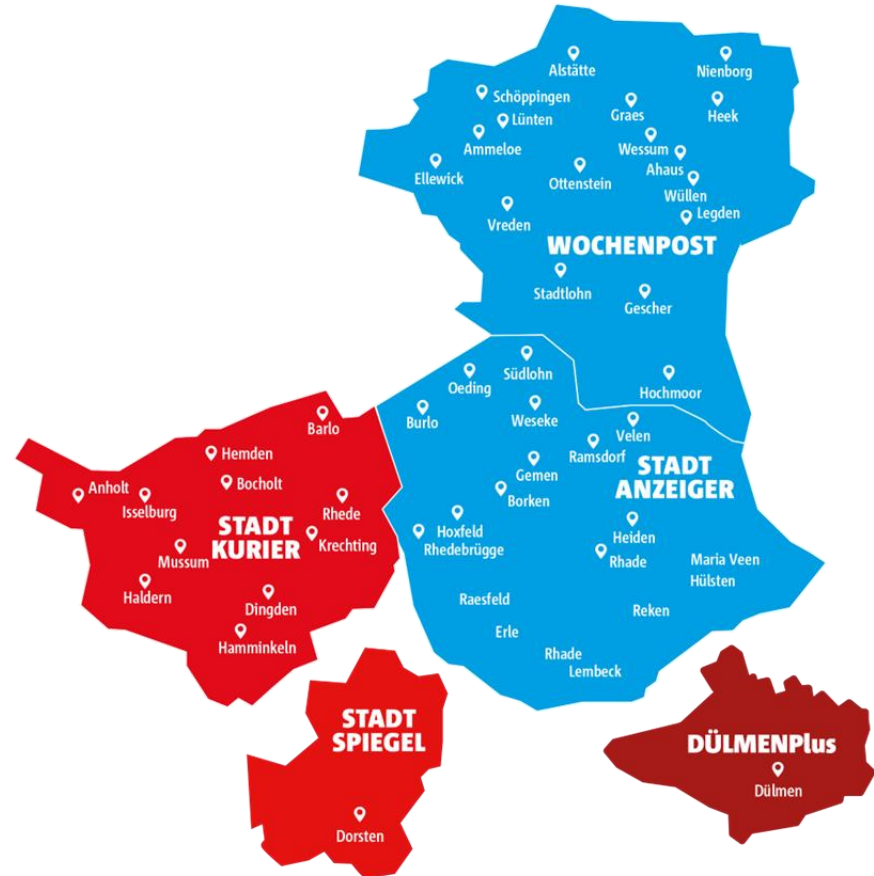 Alstätte
Nienborg
Schöppingen
Graes
Heek
Lünten
Ammeloe
Wessum
Ellewick
Ottenstein
Ahaus
Wüllen
Legden
Vreden
WOCHENPOST
Stadtlohn
Gescher
Hochmoor
Südlohn
Oeding
Burlo
Weseke
Velen
Ramsdorf
Gemen
STADT
ANZEIGER
Borken
Hoxfeld
Rhedebrügge
Heiden
Rhade
Maria Veen
Hülsten
Raesfeld
Reken
Erle
Rhade
Lembeck
Barlo
Hemden
Anholt
Bocholt
Isselburg
Rhede
STADT
KURIER
Krechting
Mussum
Haldern
Dingden
Hamminkeln
STADT
SPIEGEL
Dorsten
DÜLMENPlus
Dülmen